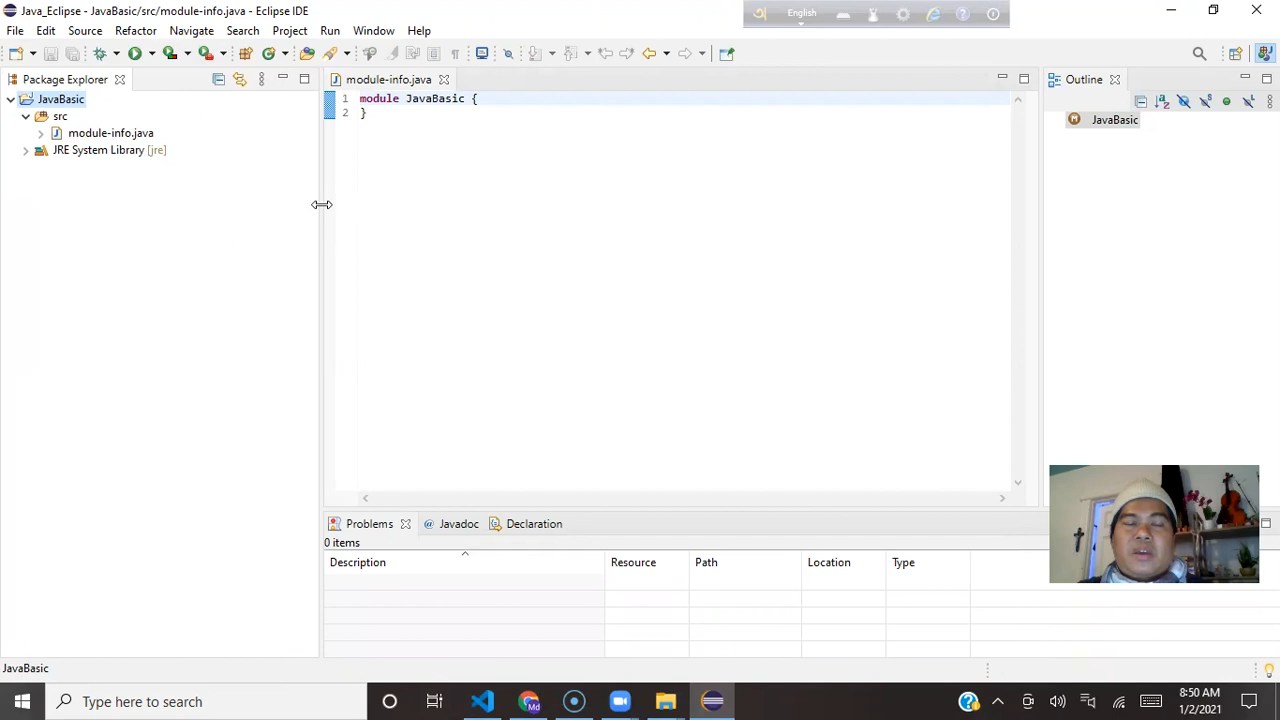 Java_Eclipse - JavaBasic/src/module-info.java - Eclipse IDE
English
File Edit Source Refactor Navigate Search Project Run Window Help
Package Explorer
module-info.java
Outline
JavaBasic
src
module-info.java
JRE System Library [jre]
1 module JavaBasic {
2 }
JavaBasic
Problems @ Javadoc Declaration
0 items
Description Resource Path Location Type
JavaBasic
Type here to search
Md
8:50 AM
1/2/2021